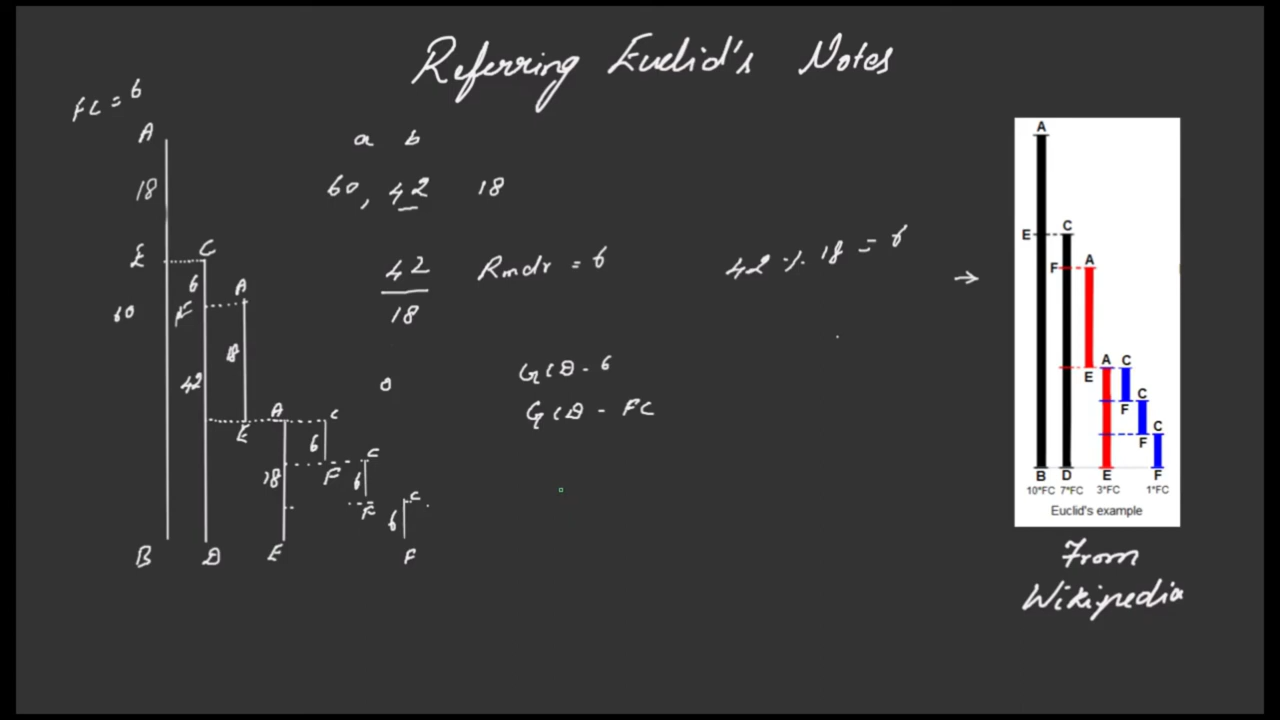 Referring Euclid's Notes
FC = 6
A
18
E C
60
6 A
F
18
42
A C
E
6
18 F C
6
F C
6
B D E F
a b
60, 42 18
42 Rmdr = 6
18
42 % 18 = 6
0
GCD - 6
GCD - FC
→
A
C
E
F A
E A C
F C
F C
B D E F
10*FC 7*FC 3*FC 1*FC
Euclid's example
From
Wikipedia